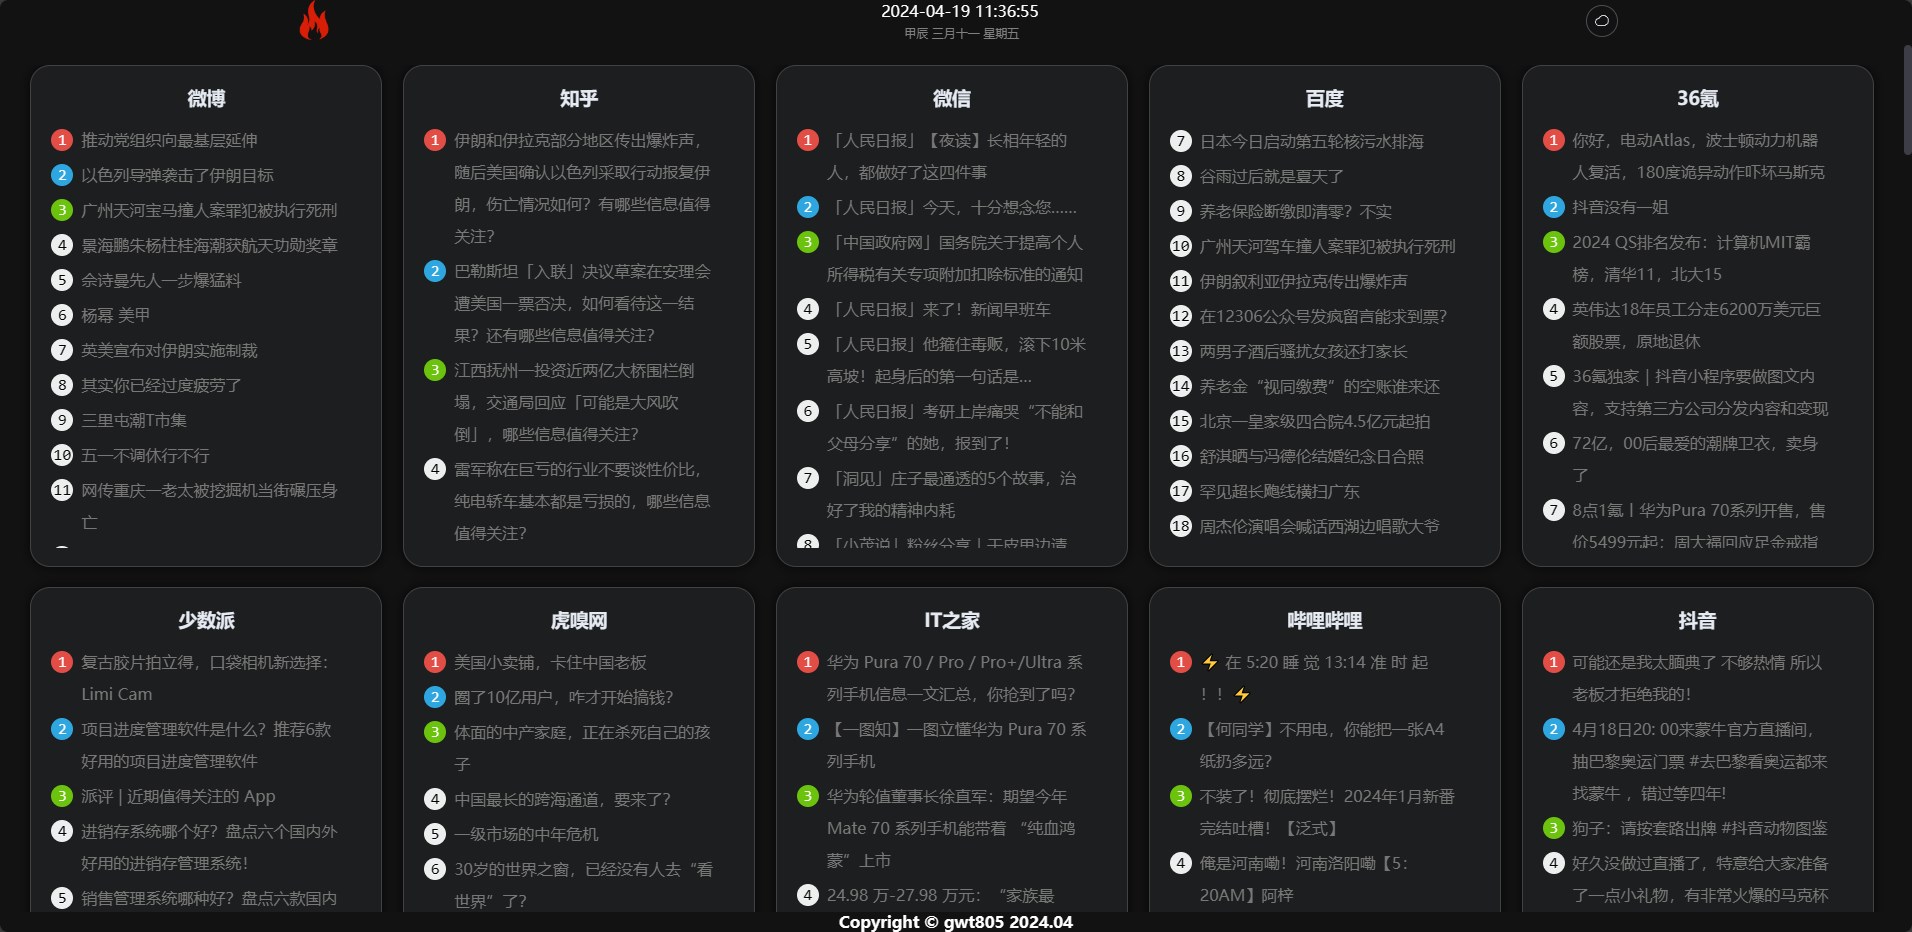 2024-04-19 11:36:55
甲辰 三月十一 星期五
微博
1 推动党组织向最基层延伸
2 以色列导弹袭击了伊朗目标
3 广州天河宝马撞人案罪犯被执行死刑
4 景海鹏朱杨柱桂海潮获航天功勋奖章
5 佘诗曼先人一步爆猛料
6 杨幂 美甲
7 英美宣布对伊朗实施制裁
8 其实你已经过度疲劳了
9 三里屯潮T市集
10 五一不调休行不行
11 网传重庆一老太被挖掘机当街碾压身
亡
知乎
1 伊朗和伊拉克部分地区传出爆炸声，
随后美国确认以色列采取行动报复伊
朗，伤亡情况如何？有哪些信息值得
关注？
2 巴勒斯坦「入联」决议草案在安理会
遭美国一票否决，如何看待这一结
果？还有哪些信息值得关注？
3 江西抚州一投资近两亿大桥围栏倒
塌，交通局回应「可能是大风吹
倒」，哪些信息值得关注？
4 雷军称在巨亏的行业不要谈性价比，
纯电轿车基本都是亏损的，哪些信息
值得关注？
微信
1 「人民日报」【夜读】长相年轻的
人，都做好了这四件事
2 「人民日报」今天，十分想念您……
3 「中国政府网」国务院关于提高个人
所得税有关专项附加扣除标准的通知
4 「人民日报」来了！新闻早班车
5 「人民日报」他箍住毒贩，滚下10米
高坡！起身后的第一句话是...
6 「人民日报」考研上岸痛哭“不能和
父母分享”的她，报到了！
7 「洞见」庄子最通透的5个故事，治
好了我的精神内耗
8 「小茂说」粉丝分享丨干皮里边请
百度
7 日本今日启动第五轮核污水排海
8 谷雨过后就是夏天了
9 养老保险断缴即清零？不实
10 广州天河驾车撞人案罪犯被执行死刑
11 伊朗叙利亚伊拉克传出爆炸声
12 在12306公众号发疯留言能求到票？
13 两男子酒后骚扰女孩还打家长
14 养老金“视同缴费”的空账谁来还
15 北京一皇家级四合院4.5亿元起拍
16 舒淇晒与冯德伦结婚纪念日合照
17 罕见超长飑线横扫广东
18 周杰伦演唱会喊话西湖边唱歌大爷
36氪
1 你好，电动Atlas，波士顿动力机器
人复活，180度诡异动作吓坏马斯克
2 抖音没有一姐
3 2024 QS排名发布：计算机MIT霸
榜，清华11，北大15
4 英伟达18年员工分走6200万美元巨
额股票，原地退休
5 36氪独家 | 抖音小程序要做图文内
容，支持第三方公司分发内容和变现
6 72亿，00后最爱的潮牌卫衣，卖身
了
7 8点1氪丨华为Pura 70系列开售，售
价5499元起；周大福回应足金戒指
少数派
1 复古胶片拍立得，口袋相机新选择：
Limi Cam
2 项目进度管理软件是什么？推荐6款
好用的项目进度管理软件
3 派评 | 近期值得关注的 App
4 进销存系统哪个好？盘点六个国内外
好用的进销存管理系统！
5 销售管理系统哪种好？盘点六款国内
虎嗅网
1 美国小卖铺，卡住中国老板
2 圈了10亿用户，咋才开始搞钱？
3 体面的中产家庭，正在杀死自己的孩
子
4 中国最长的跨海通道，要来了？
5 一级市场的中年危机
6 30岁的世界之窗，已经没有人去“看
世界”了？
IT之家
1 华为 Pura 70 / Pro / Pro+/Ultra 系
列手机信息一文汇总，你抢到了吗？
2 【一图知】一图立懂华为 Pura 70 系
列手机
3 华为轮值董事长徐直军：期望今年
Mate 70 系列手机能带着 “纯血鸿
蒙”上市
4 24.98 万-27.98 万元： “家族最
哔哩哔哩
1 ⚡ 在 5:20 睡 觉 13:14 准 时 起
！！⚡
2 【何同学】不用电，你能把一张A4
纸扔多远？
3 不装了！彻底摆烂！2024年1月新番
完结吐槽！【泛式】
4 俺是河南嘞！河南洛阳嘞【5：
20AM】阿梓
抖音
1 可能还是我太腼典了 不够热情 所以
老板才拒绝我的！
2 4月18日20: 00来蒙牛官方直播间，
抽巴黎奥运门票 #去巴黎看奥运都来
找蒙牛 ，错过等四年!
3 狗子：请按套路出牌 #抖音动物图鉴
4 好久没做过直播了，特意给大家准备
了一点小礼物，有非常火爆的马克杯
Copyright © gwt805 2024.04